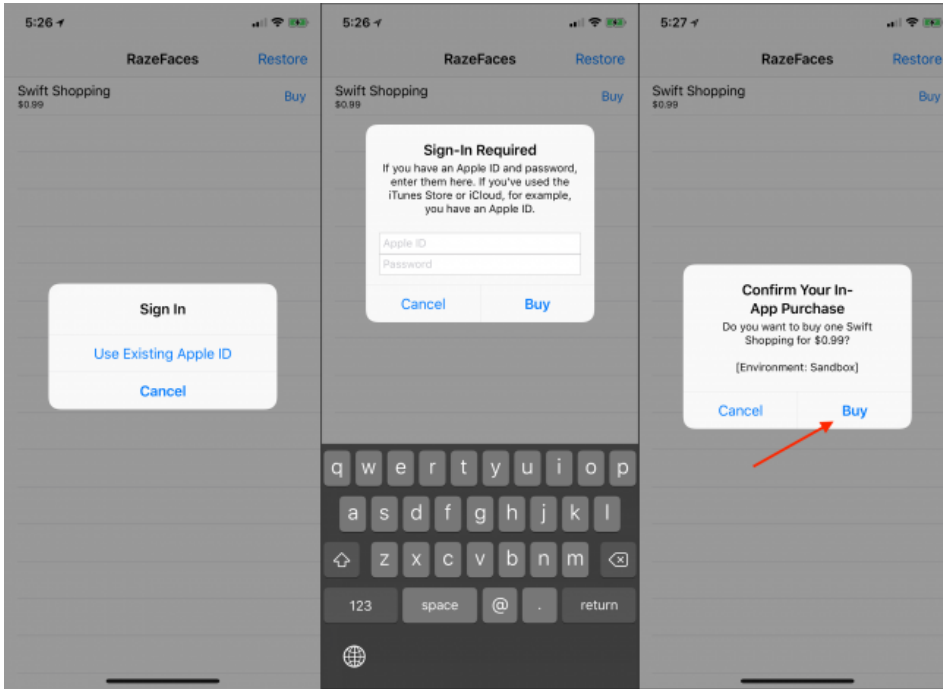 5:26
RazeFaces
Restore
Swift Shopping
$0.99
Buy
Sign In
Use Existing Apple ID
Cancel
5:26
RazeFaces
Restore
Swift Shopping
$0.99
Buy
Sign-In Required
If you have an Apple ID and password,
enter them here. If you've used the
iTunes Store or iCloud, for example,
you have an Apple ID.
Apple ID
Password
Cancel
Buy
q w e r t y u i o p
a s d f g h j k l
z x c v b n m
123 space @ . return
5:27
RazeFaces
Restore
Swift Shopping
$0.99
Buy
Confirm Your In-
App Purchase
Do you want to buy one Swift
Shopping for $0.99?
[Environment: Sandbox]
Cancel
Buy